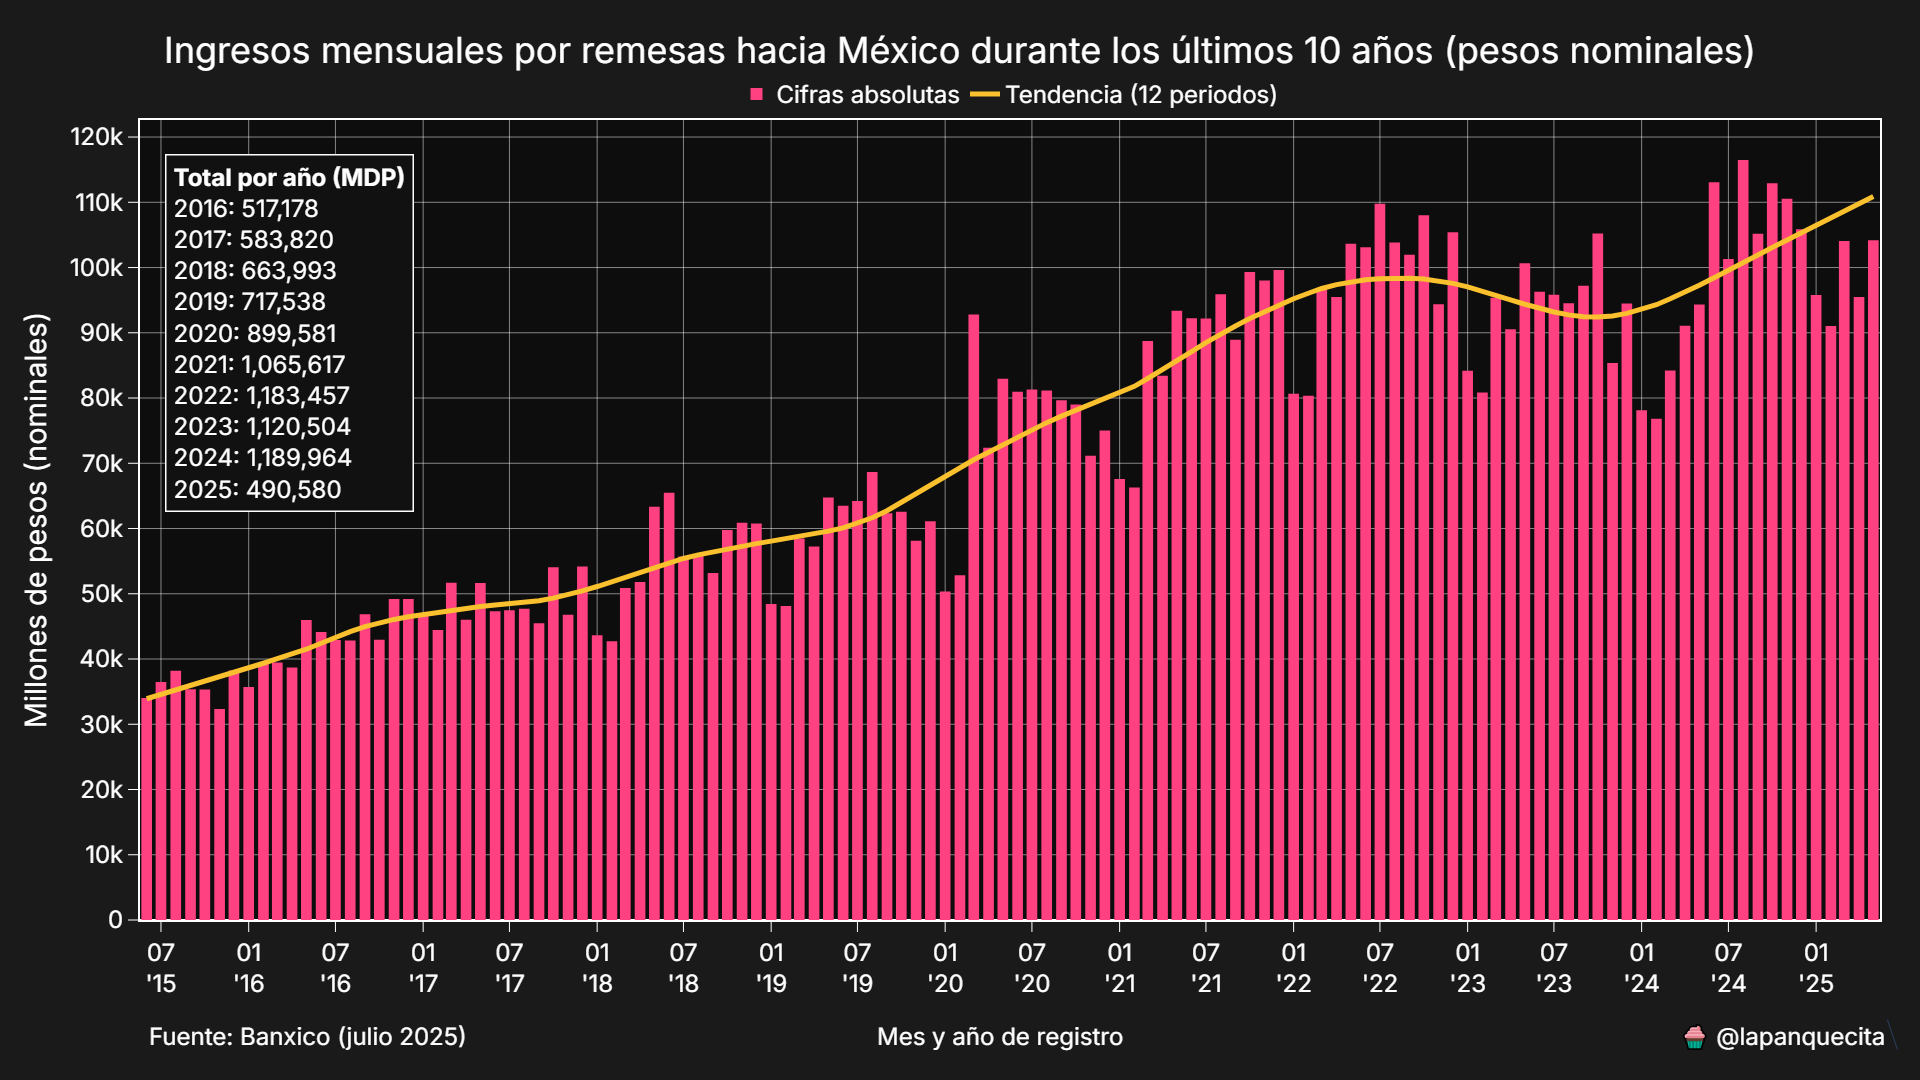 Ingresos mensuales por remesas hacia México durante los últimos 10 años (pesos nominales)
Cifras absolutas Tendencia (12 periodos)
Millones de pesos (nominales)
120k
110k
100k
90k
80k
70k
60k
50k
40k
30k
20k
10k
0
Total por año (MDP)
2016: 517,178
2017: 583,820
2018: 663,993
2019: 717,538
2020: 899,581
2021: 1,065,617
2022: 1,183,457
2023: 1,120,504
2024: 1,189,964
2025: 490,580
07 01 07 01 07 01 07 01 07 01 07 01 07 01 07 01 07 01 07 01
'15 '16 '16 '17 '17 '18 '18 '19 '19 '20 '20 '21 '21 '22 '22 '23 '23 '24 '24 '25
Fuente: Banxico (julio 2025) Mes y año de registro @lapanquecita